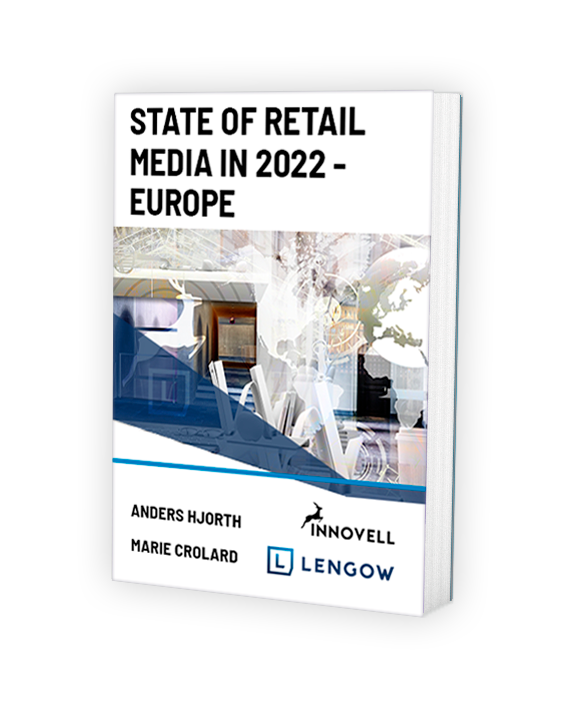 STATE OF RETAIL
MEDIA IN 2022 -
EUROPE
ANDERS HJORTH
INNOVELL
MARIE CROLARD
L LENGOW